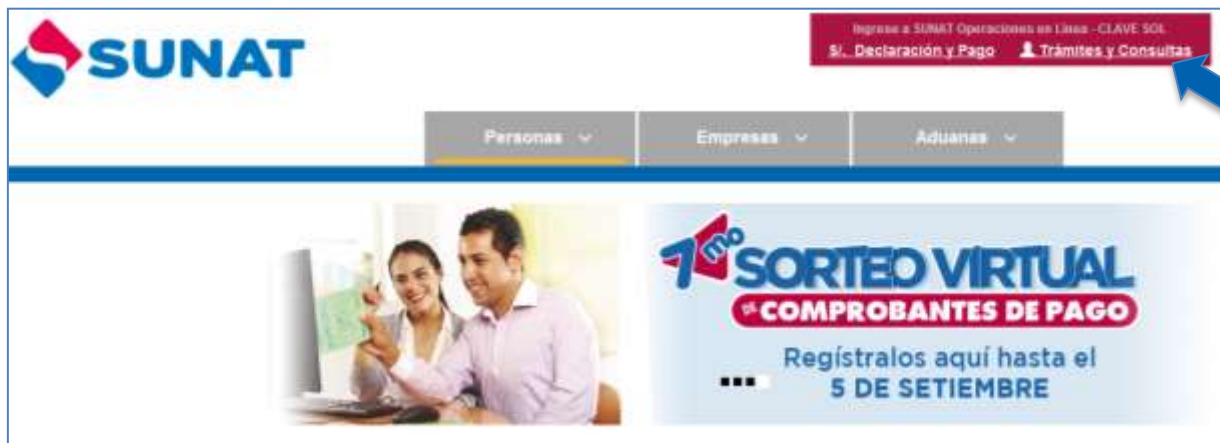 SUNAT
Ingrese a SUNAT Operaciones en Línea - CLAVE SOL
S/. Declaración y Pago Trámites y Consultas
Personas Empresas Aduanas
7mo SORTEO VIRTUAL
DE COMPROBANTES DE PAGO
Regístralos aquí hasta el
5 DE SETIEMBRE